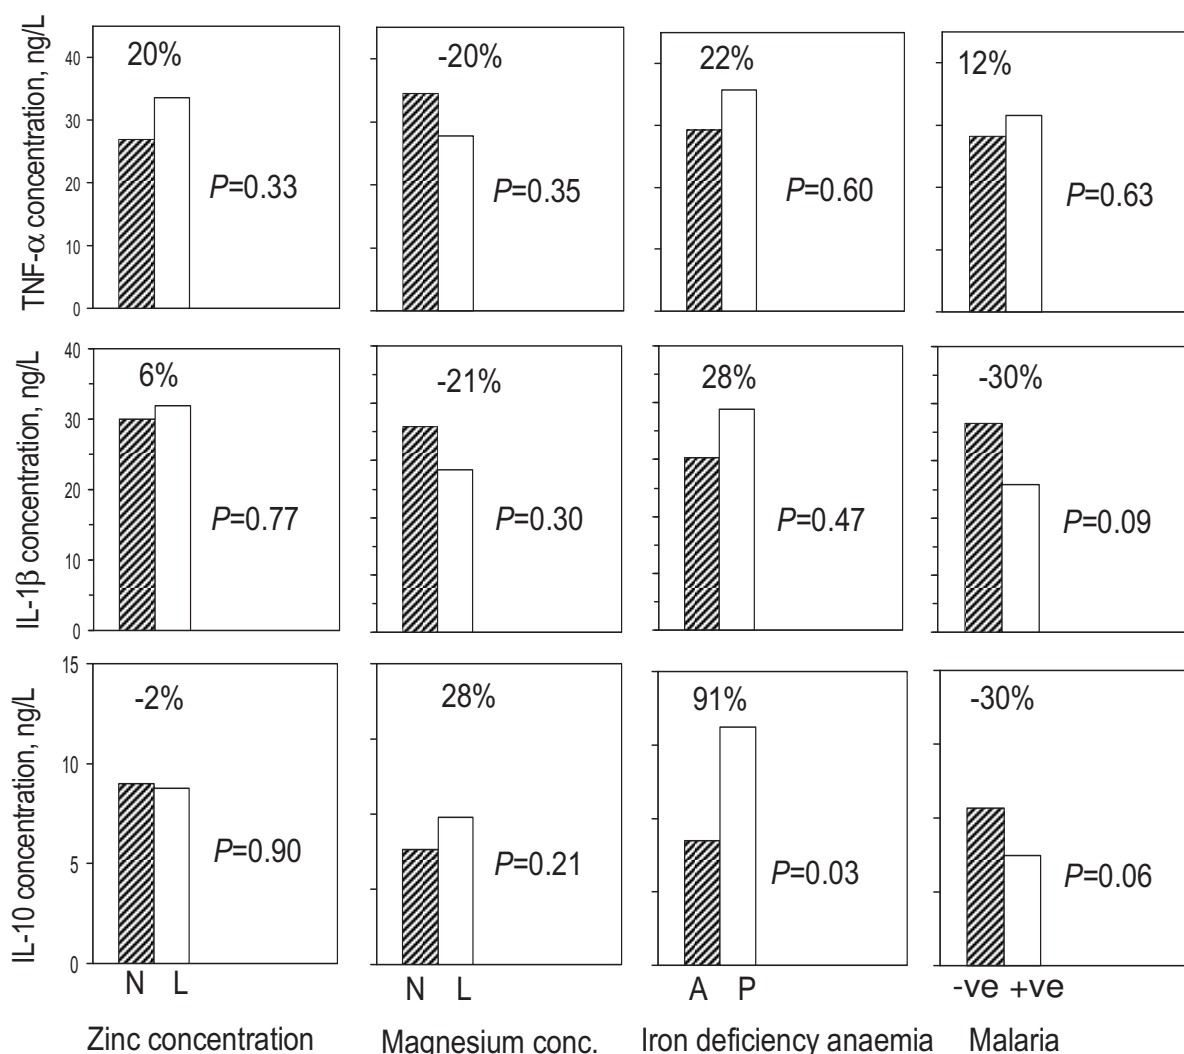 TNF-α concentration, ng/L
40
30
20
10
0
20%
P=0.33
-20%
P=0.35
22%
P=0.60
12%
P=0.63
IL-1β concentration, ng/L
40
30
20
10
0
6%
P=0.77
-21%
P=0.30
28%
P=0.47
-30%
P=0.09
IL-10 concentration, ng/L
15
10
5
0
-2%
P=0.90
28%
P=0.21
91%
P=0.03
-30%
P=0.06
N L
N L
A P
-ve +ve
Zinc concentration
Magnesium conc.
Iron deficiency anaemia
Malaria